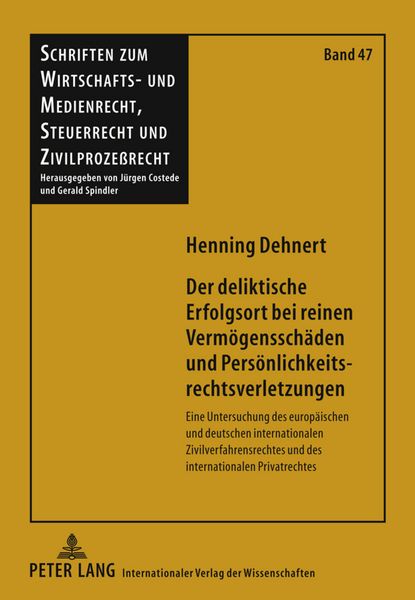 SCHRIFTEN ZUM
WIRTSCHAFTS- UND
MEDIENRECHT,
STEUERRECHT UND
ZIVILPROZEßRECHT
Herausgegeben von Jürgen Costede
und Gerald Spindler
Band 47
Henning Dehnert
Der deliktische
Erfolgsort bei reinen
Vermögensschäden
und Persönlichkeits-
rechtsverletzungen
Eine Untersuchung des europäischen
und deutschen internationalen
Zivilverfahrensrechtes und des
internationalen Privatrechtes
PETER LANG Internationaler Verlag der Wissenschaften